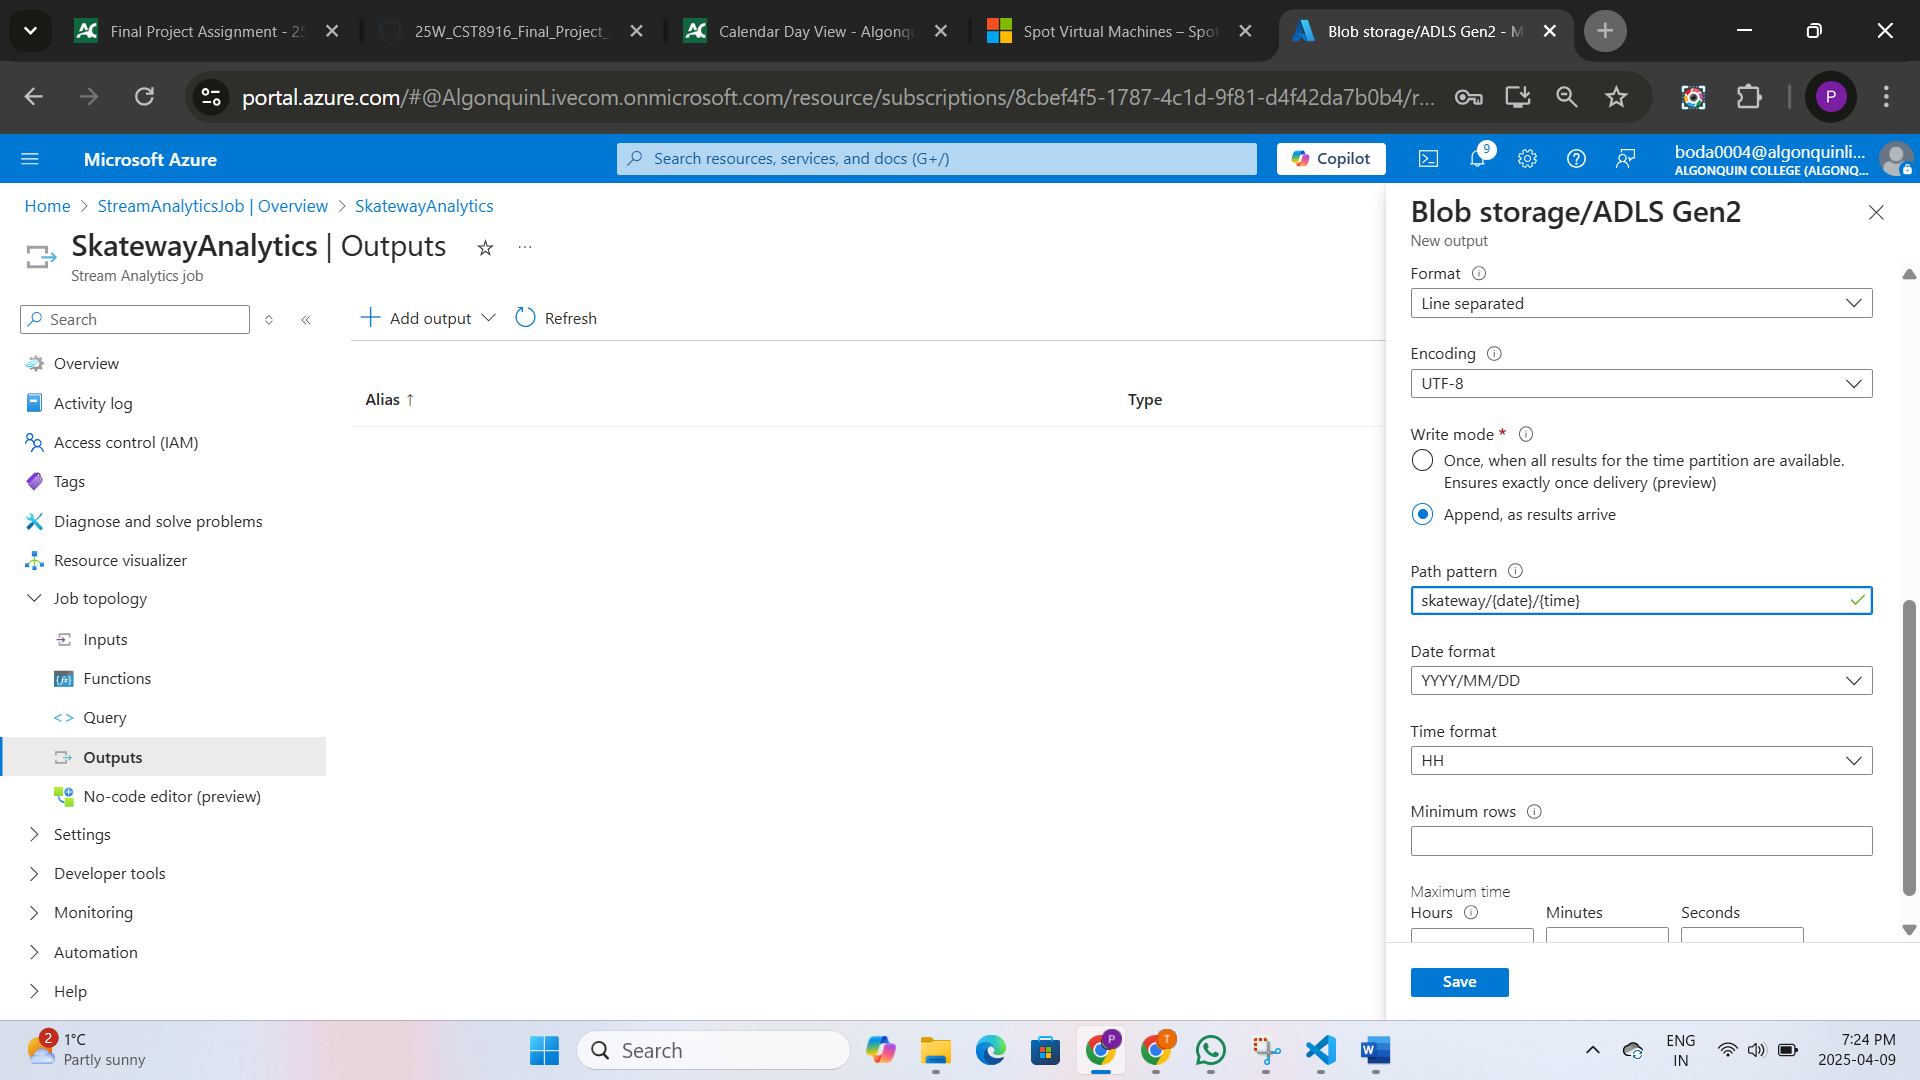 Final Project Assignment - 25
25W_CST8916_Final_Project_
Calendar Day View - Algonqu
Spot Virtual Machines – Spot
Blob storage/ADLS Gen2 - M
portal.azure.com/#@AlgonquinLivecom.onmicrosoft.com/resource/subscriptions/8cbef4f5-1787-4c1d-9f81-d4f42da7b0b4/r...
P
Microsoft Azure
Search resources, services, and docs (G+/)
Copilot
9
boda0004@algonquinli...
ALGONQUIN COLLEGE (ALGONQ...
Home > StreamAnalyticsJob | Overview > SkatewayAnalytics
SkatewayAnalytics | Outputs
Stream Analytics job
Search
Overview
Activity log
Access control (IAM)
Tags
Diagnose and solve problems
Resource visualizer
Job topology
Inputs
Functions
Query
Outputs
No-code editor (preview)
Settings
Developer tools
Monitoring
Automation
Help
Add output
Refresh
Alias ↑
Type
Blob storage/ADLS Gen2
New output
Format
Line separated
Encoding
UTF-8
Write mode *
Once, when all results for the time partition are available.
Ensures exactly once delivery (preview)
Append, as results arrive
Path pattern
skateway/{date}/{time}
Date format
YYYY/MM/DD
Time format
HH
Minimum rows
Maximum time
Hours
Minutes
Seconds
Save
2
1°C
Partly sunny
Search
P
T
ENG
IN
7:24 PM
2025-04-09